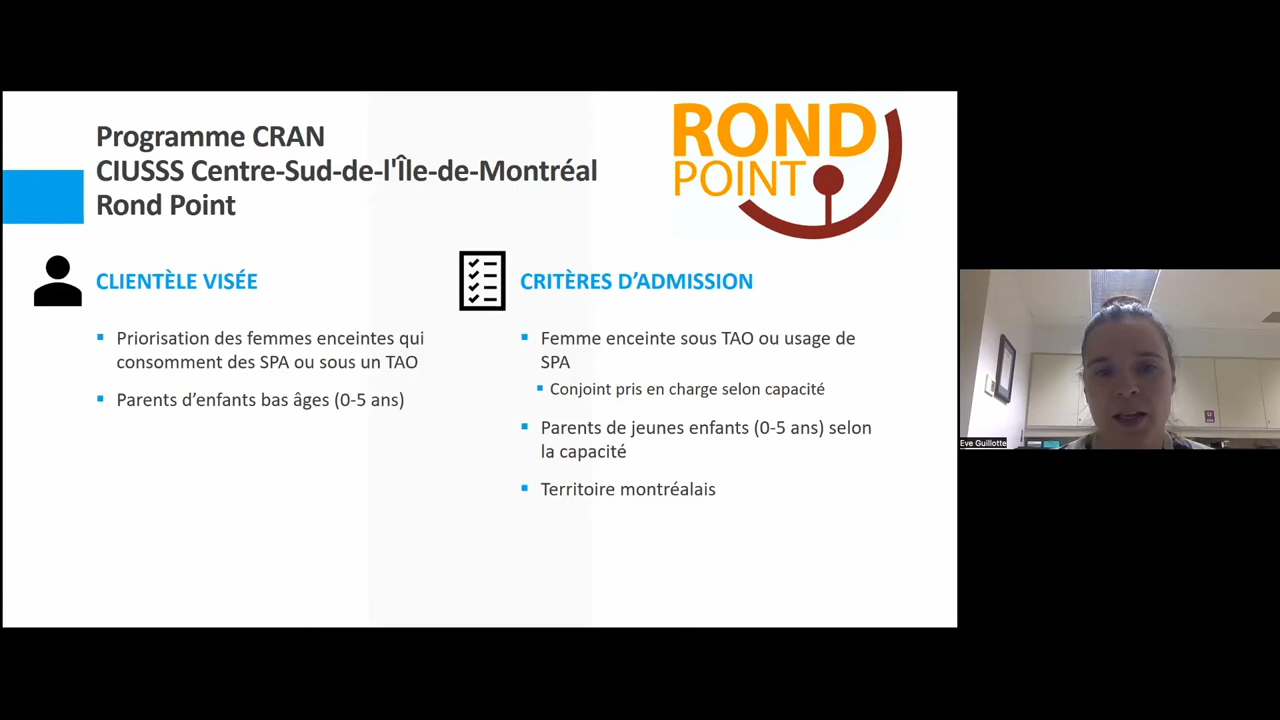 Programme CRAN
CIUSSS Centre-Sud-de-l'Île-de-Montréal
Rond Point
ROND
POINT
CLIENTÈLE VISÉE
Priorisation des femmes enceintes qui
consomment des SPA ou sous un TAO
Parents d’enfants bas âges (0-5 ans)
CRITÈRES D’ADMISSION
Femme enceinte sous TAO ou usage de
SPA
Conjoint pris en charge selon capacité
Parents de jeunes enfants (0-5 ans) selon
la capacité
Territoire montréalais
Eve Guillotte